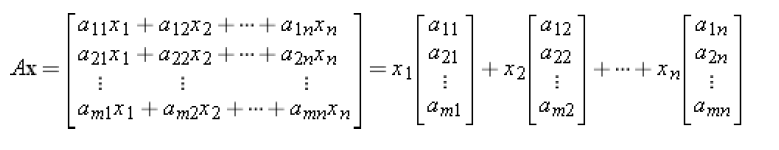 a₁₁x₁ + a₁₂x₂ + ⋯ + a₁ₙxₙ a₁₁ a₁₂ a₁ₙ
a₂₁x₁ + a₂₂x₂ + ⋯ + a₂ₙxₙ a₂₁ a₂₂ a₂ₙ
Ax = ⋮ ⋮ ⋮ = x₁ ⋮ + x₂ ⋮ + ⋯ + xₙ ⋮
aₘ₁x₁ + aₘ₂x₂ + ⋯ + aₘₙxₙ aₘ₁ aₘ₂ aₘₙ